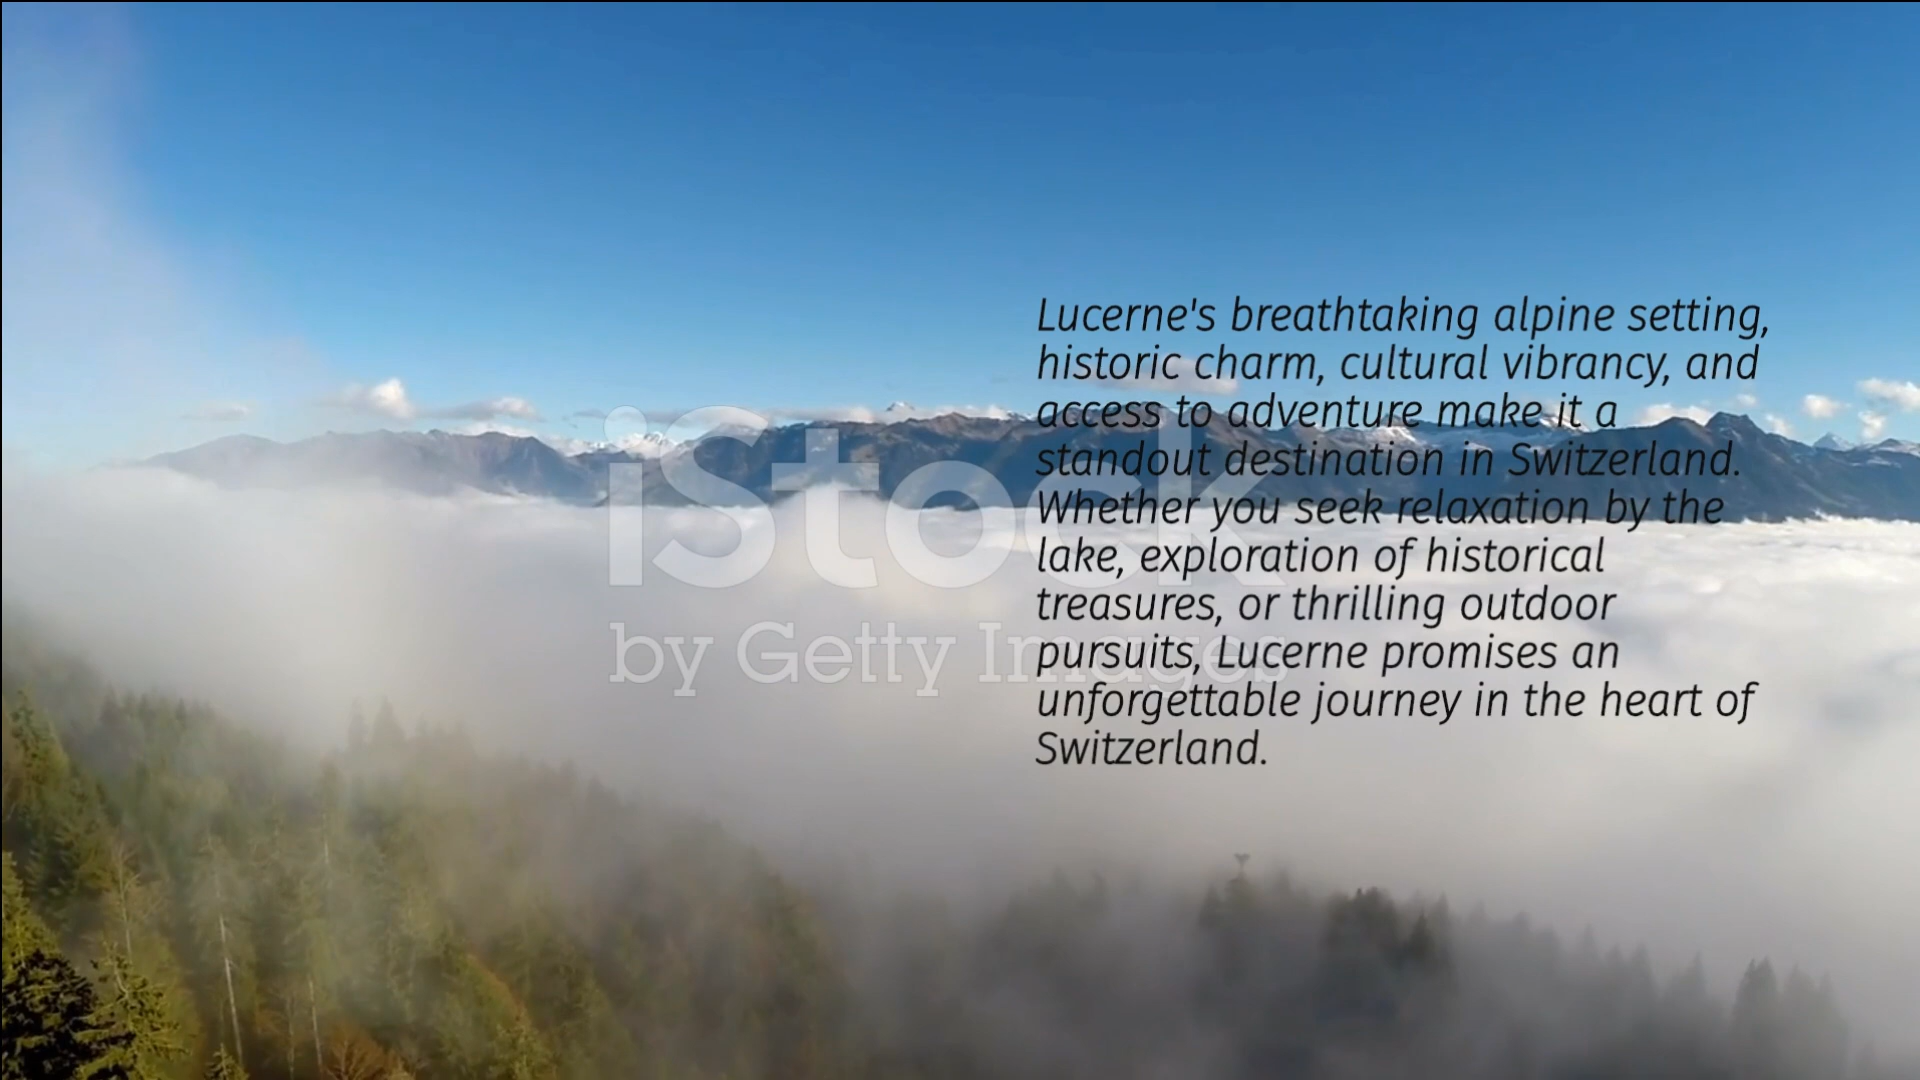 Lucerne's breathtaking alpine setting,
historic charm, cultural vibrancy, and
access to adventure make it a
standout destination in Switzerland.
Whether you seek relaxation by the
lake, exploration of historical
treasures, or thrilling outdoor
pursuits, Lucerne promises an
unforgettable journey in the heart of
Switzerland.
iStock
by Getty Images